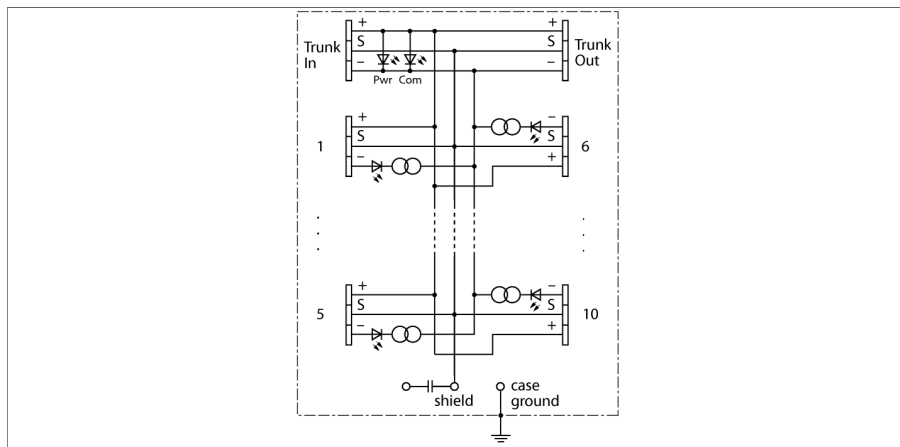 + +
Trunk In S S Trunk Out
− −
Pwr Com
+ −
1 S S 6
− +
+ −
5 S S 10
− +
shield case ground